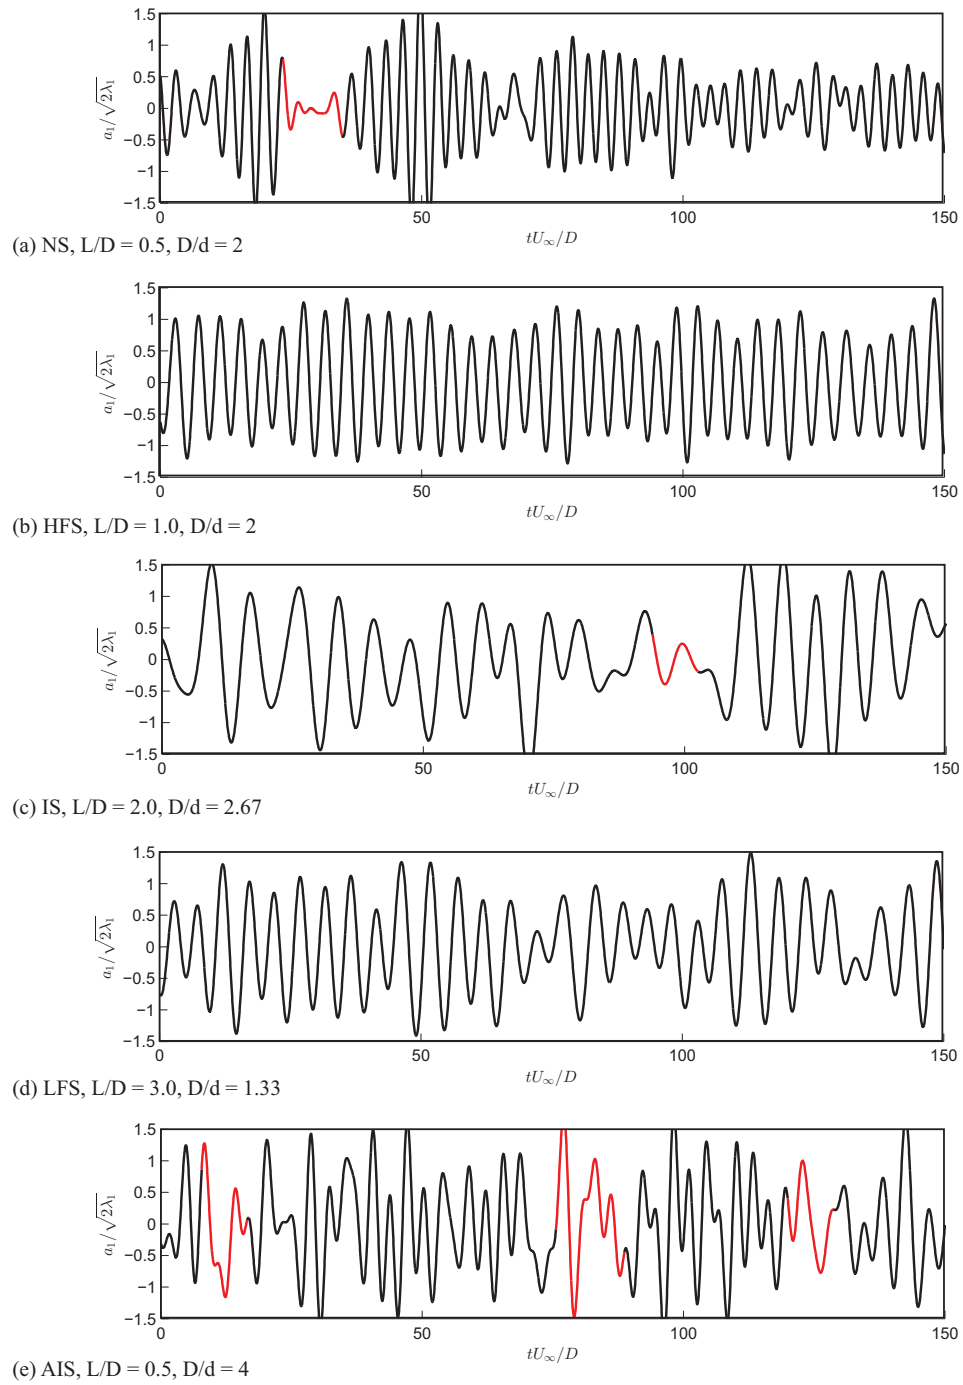 1.5
1
0.5
0
−0.5
−1
−1.5
a₁/√2λ₁
0 50 100 150
tU∞/D
(a) NS, L/D = 0.5, D/d = 2
1.5
1
0.5
0
−0.5
−1
−1.5
a₁/√2λ₁
0 50 100 150
tU∞/D
(b) HFS, L/D = 1.0, D/d = 2
1.5
1
0.5
0
−0.5
−1
−1.5
a₁/√2λ₁
0 50 100 150
tU∞/D
(c) IS, L/D = 2.0, D/d = 2.67
1.5
1
0.5
0
−0.5
−1
−1.5
a₁/√2λ₁
0 50 100 150
tU∞/D
(d) LFS, L/D = 3.0, D/d = 1.33
1.5
1
0.5
0
−0.5
−1
−1.5
a₁/√2λ₁
0 50 100 150
tU∞/D
(e) AIS, L/D = 0.5, D/d = 4